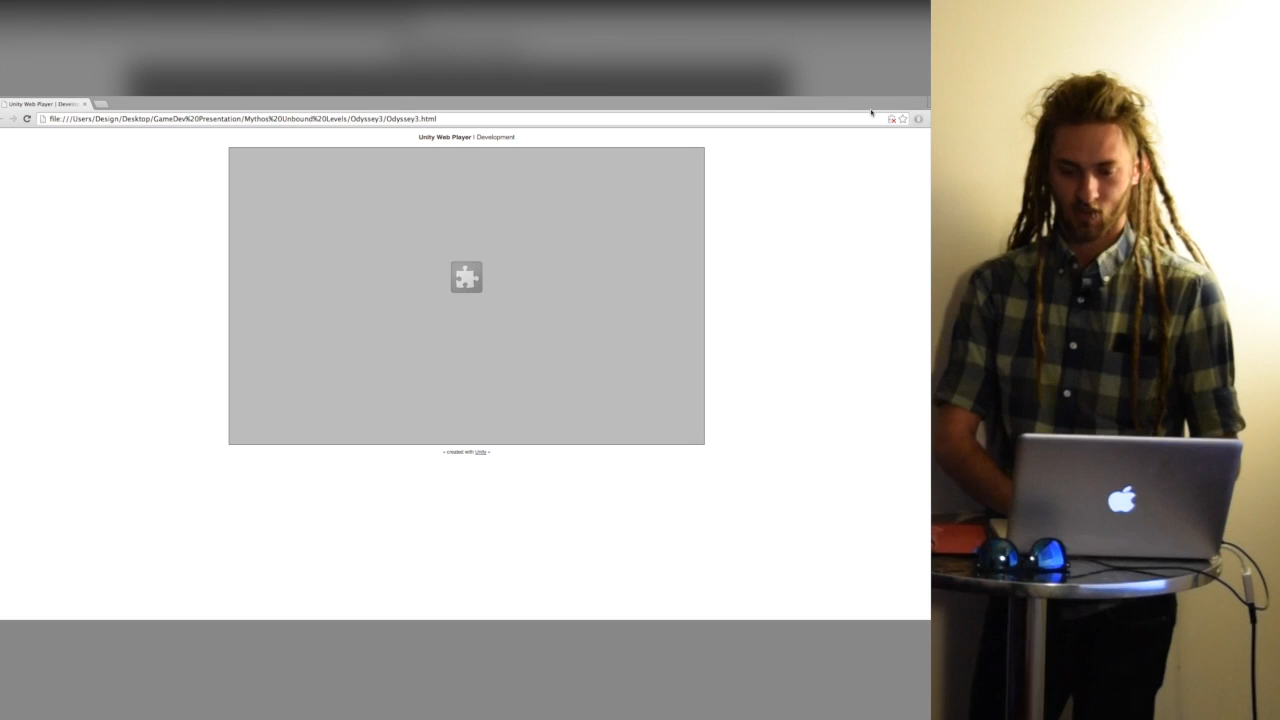 Unity Web Player | Develop
file:///Users/Design/Desktop/GameDev%20Presentation/Mythos%20Unbound%20Levels/Odyssey3/Odyssey3.html
Unity Web Player | Development
« created with Unity »